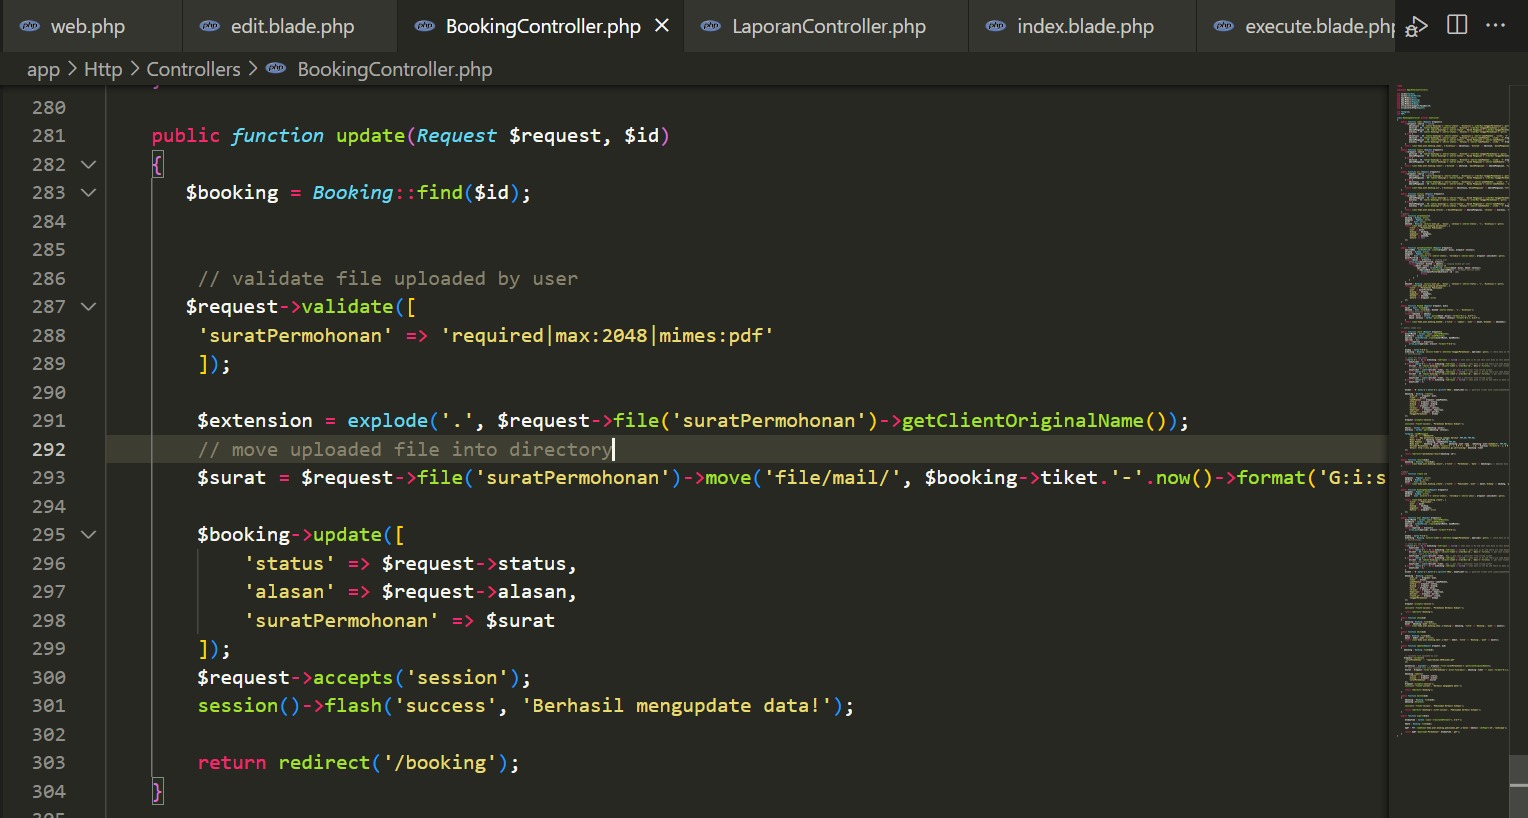 web.php edit.blade.php BookingController.php LaporanController.php index.blade.php execute.blade.php
app > Http > Controllers > BookingController.php
280
281 public function update(Request $request, $id)
282 {
283 $booking = Booking::find($id);
284
285
286 // validate file uploaded by user
287 $request->validate([
288 'suratPermohonan' => 'required|max:2048|mimes:pdf'
289 ]);
290
291 $extension = explode('.', $request->file('suratPermohonan')->getClientOriginalName());
292 // move uploaded file into directory
293 $surat = $request->file('suratPermohonan')->move('file/mail/', $booking->tiket.'-'.now()->format('G:i:s
294
295 $booking->update([
296 'status' => $request->status,
297 'alasan' => $request->alasan,
298 'suratPermohonan' => $surat
299 ]);
300 $request->accepts('session');
301 session()->flash('success', 'Berhasil mengupdate data!');
302
303 return redirect('/booking');
304 }